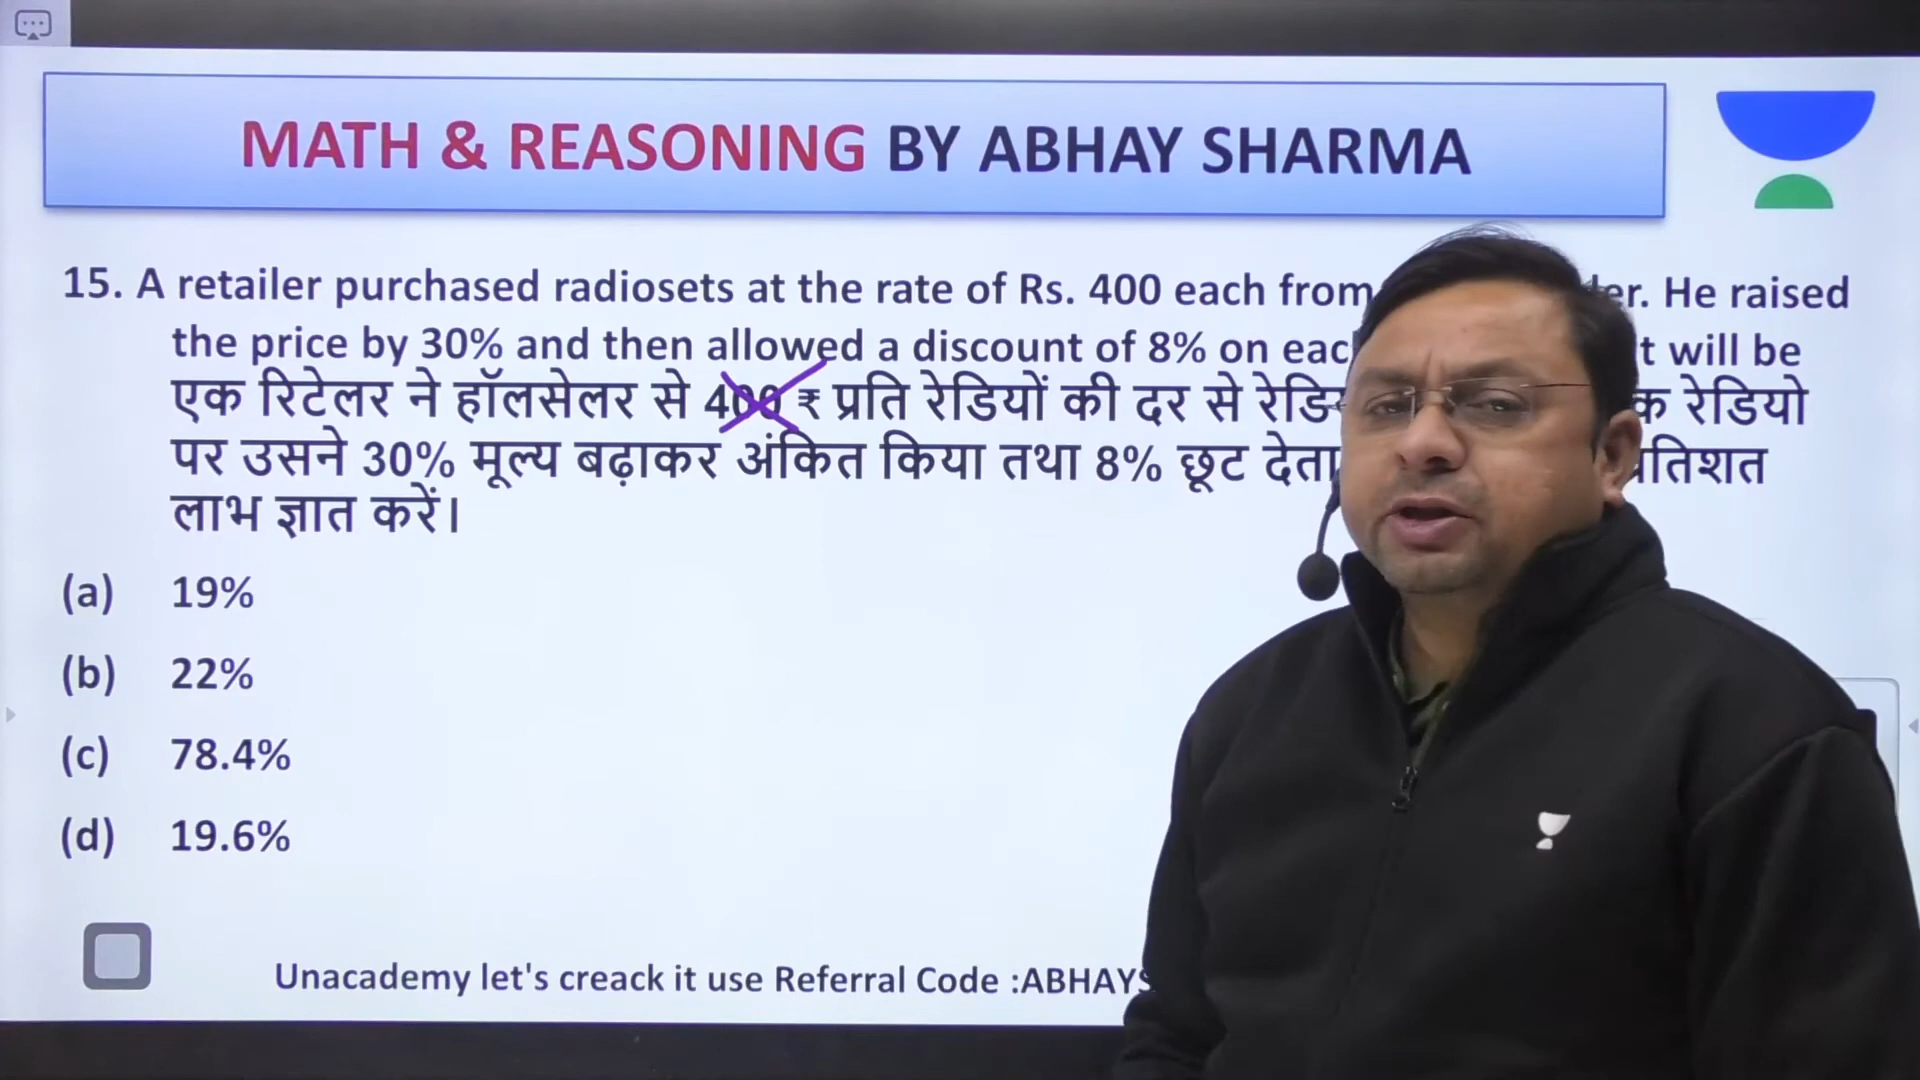 MATH & REASONING BY ABHAY SHARMA
15. A retailer purchased radiosets at the rate of Rs. 400 each from er. He raised
the price by 30% and then allowed a discount of 8% on each t will be
एक रिटेलर ने हॉलसेलर से 400 ₹ प्रति रेडियों की दर से क रेडियो
पर उसने 30% मूल्य बढ़ाकर अंकित किया तथा 8% छूट देता तिशत
लाभ ज्ञात करें।
(a) 19%
(b) 22%
(c) 78.4%
(d) 19.6%
Unacademy let's creack it use Referral Code :ABHAYS